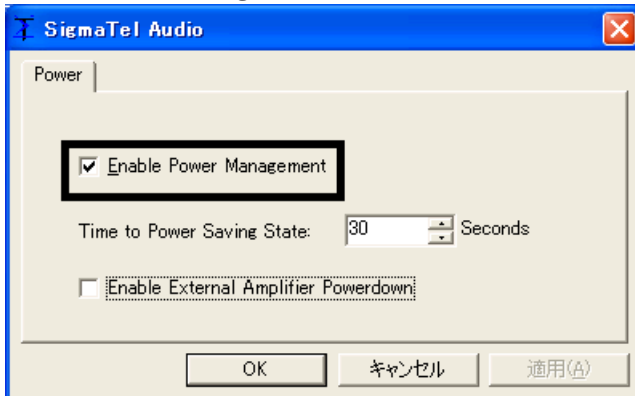 SigmaTel Audio
Power
Enable Power Management
Time to Power Saving State: 30 Seconds
Enable External Amplifier Powerdown
OK キャンセル 適用(A)